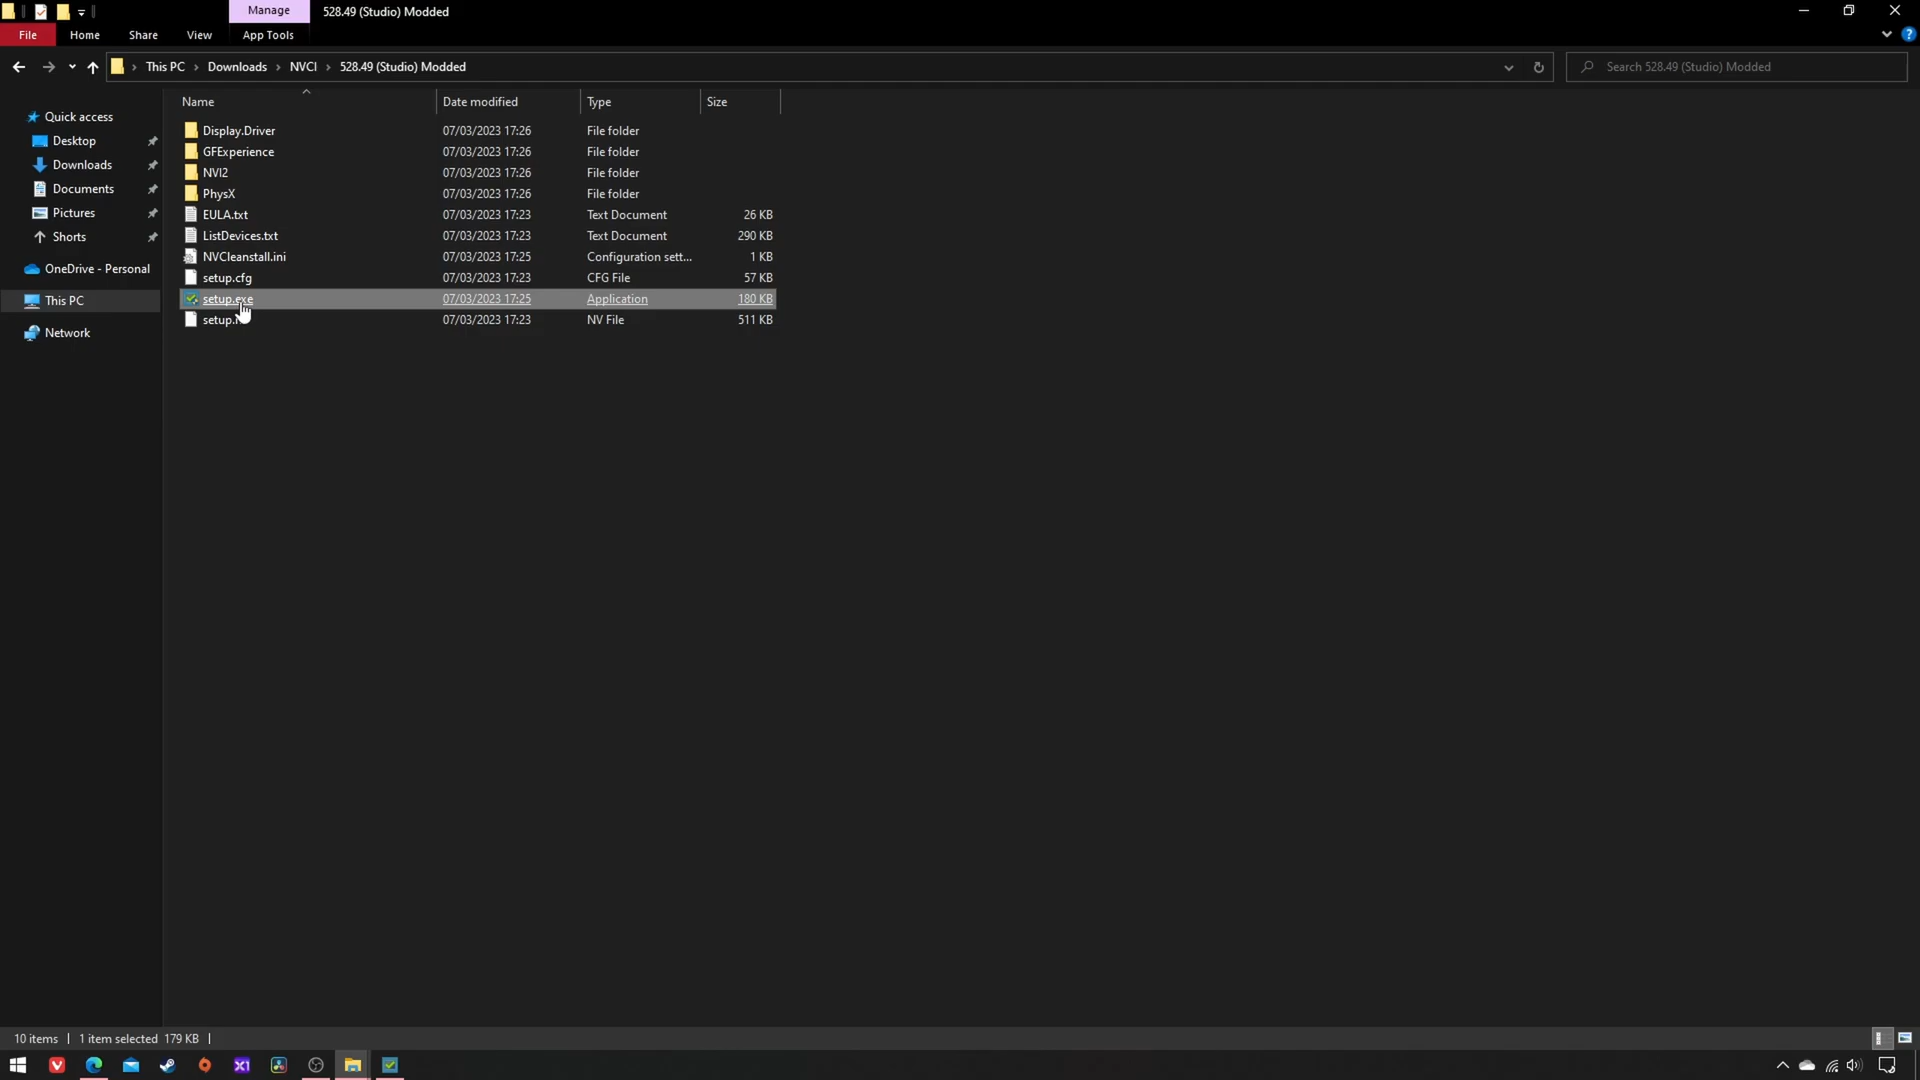 Manage 528.49 (Studio) Modded
File Home Share View App Tools
This PC Downloads NVCI 528.49 (Studio) Modded Search 528.49 (Studio) Modded
Name Date modified Type Size
Quick access
Desktop
Downloads
Documents
Pictures
Shorts
OneDrive - Personal
This PC
Network
Display.Driver 07/03/2023 17:26 File folder
GFExperience 07/03/2023 17:26 File folder
NVI2 07/03/2023 17:26 File folder
PhysX 07/03/2023 17:26 File folder
EULA.txt 07/03/2023 17:23 Text Document 26 KB
ListDevices.txt 07/03/2023 17:23 Text Document 290 KB
NVCleanstall.ini 07/03/2023 17:25 Configuration sett... 1 KB
setup.cfg 07/03/2023 17:23 CFG File 57 KB
setup.exe 07/03/2023 17:25 Application 180 KB
07/03/2023 17:23 NV File 511 KB
10 items 1 item selected 179 KB
X1